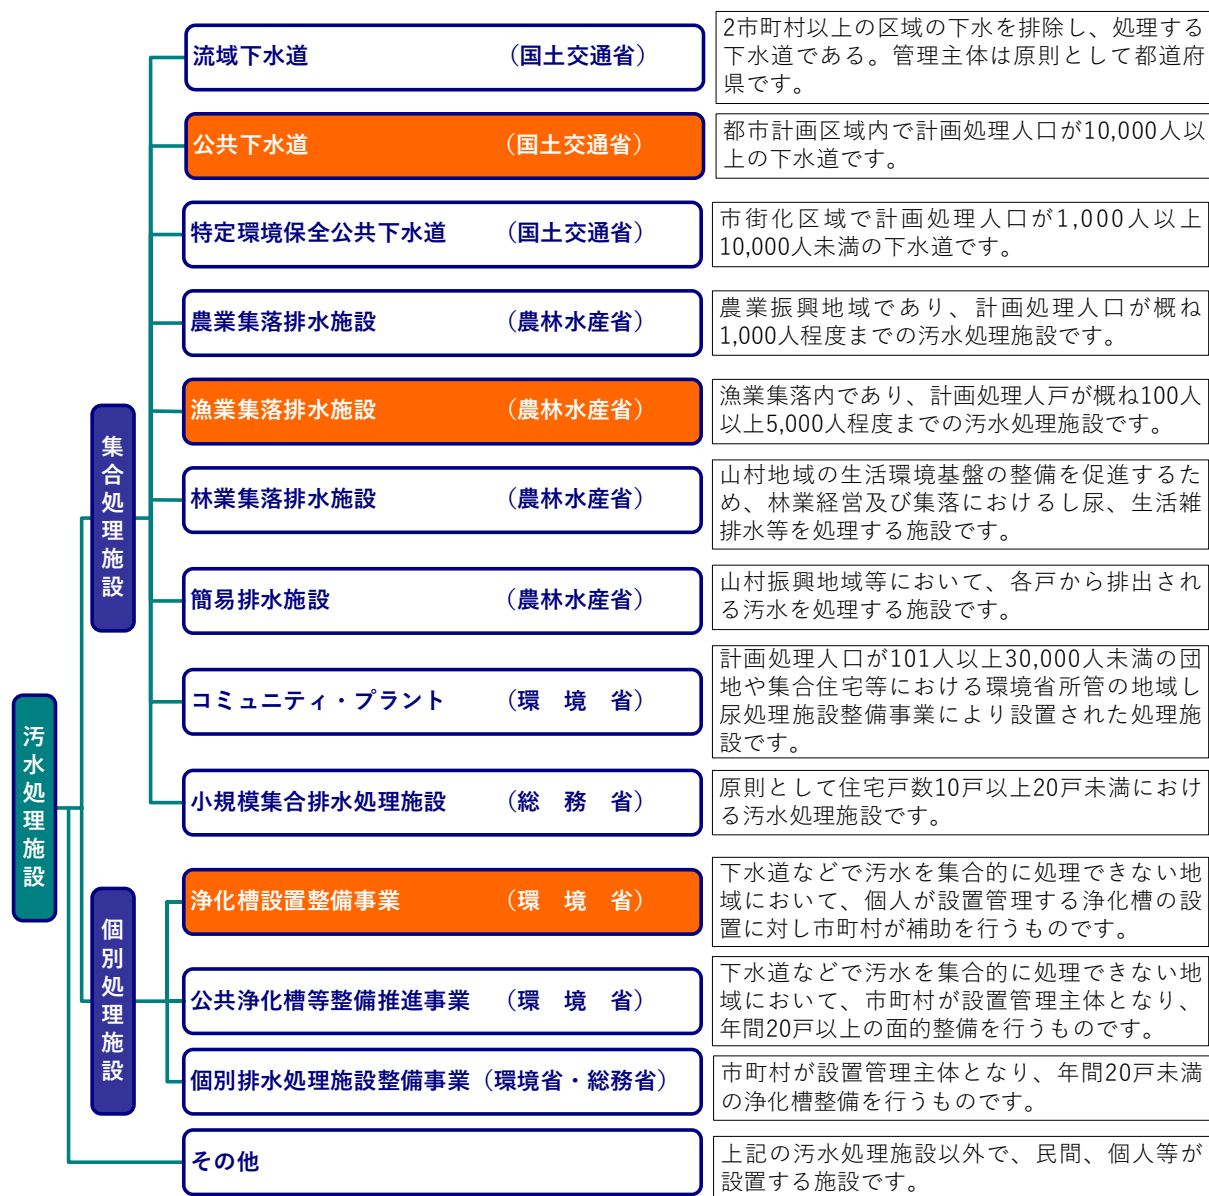 流域下水道 （国土交通省）
2市町村以上の区域の下水を排除し、処理する
下水道である。管理主体は原則として都道府
県です。
公共下水道 （国土交通省）
都市計画区域内で計画処理人口が10,000人以
上の下水道です。
特定環境保全公共下水道 （国土交通省）
市街化区域で計画処理人口が1,000人以上
10,000人未満の下水道です。
農業集落排水施設 （農林水産省）
農業振興地域であり、計画処理人口が概ね
1,000人程度までの汚水処理施設です。
漁業集落排水施設 （農林水産省）
漁業集落内であり、計画処理人戸が概ね100人
以上5,000人程度までの汚水処理施設です。
林業集落排水施設 （農林水産省）
山村地域の生活環境基盤の整備を促進するた
め、林業経営及び集落におけるし尿、生活雑
排水等を処理する施設です。
簡易排水施設 （農林水産省）
山村振興地域等において、各戸から排出され
る汚水を処理する施設です。
コミュニティ・プラント （環　境　省）
計画処理人口が101人以上30,000人未満の団
地や集合住宅等における環境省所管の地域し
尿処理施設整備事業により設置された処理施
設です。
小規模集合排水処理施設 （総　務　省）
原則として住宅戸数10戸以上20戸未満におけ
る汚水処理施設です。
集合処理施設
汚水処理施設
個別処理施設
浄化槽設置整備事業 （環　境　省）
下水道などで汚水を集合的に処理できない地
域において、個人が設置管理する浄化槽の設
置に対し市町村が補助を行うものです。
公共浄化槽等整備推進事業 （環　境　省）
下水道などで汚水を集合的に処理できない地
域において、市町村が設置管理主体となり、
年間20戸以上の面的整備を行うものです。
個別排水処理施設整備事業（環境省・総務省）
市町村が設置管理主体となり、年間20戸未満
の浄化槽整備を行うものです。
その他
上記の汚水処理施設以外で、民間、個人等が
設置する施設です。